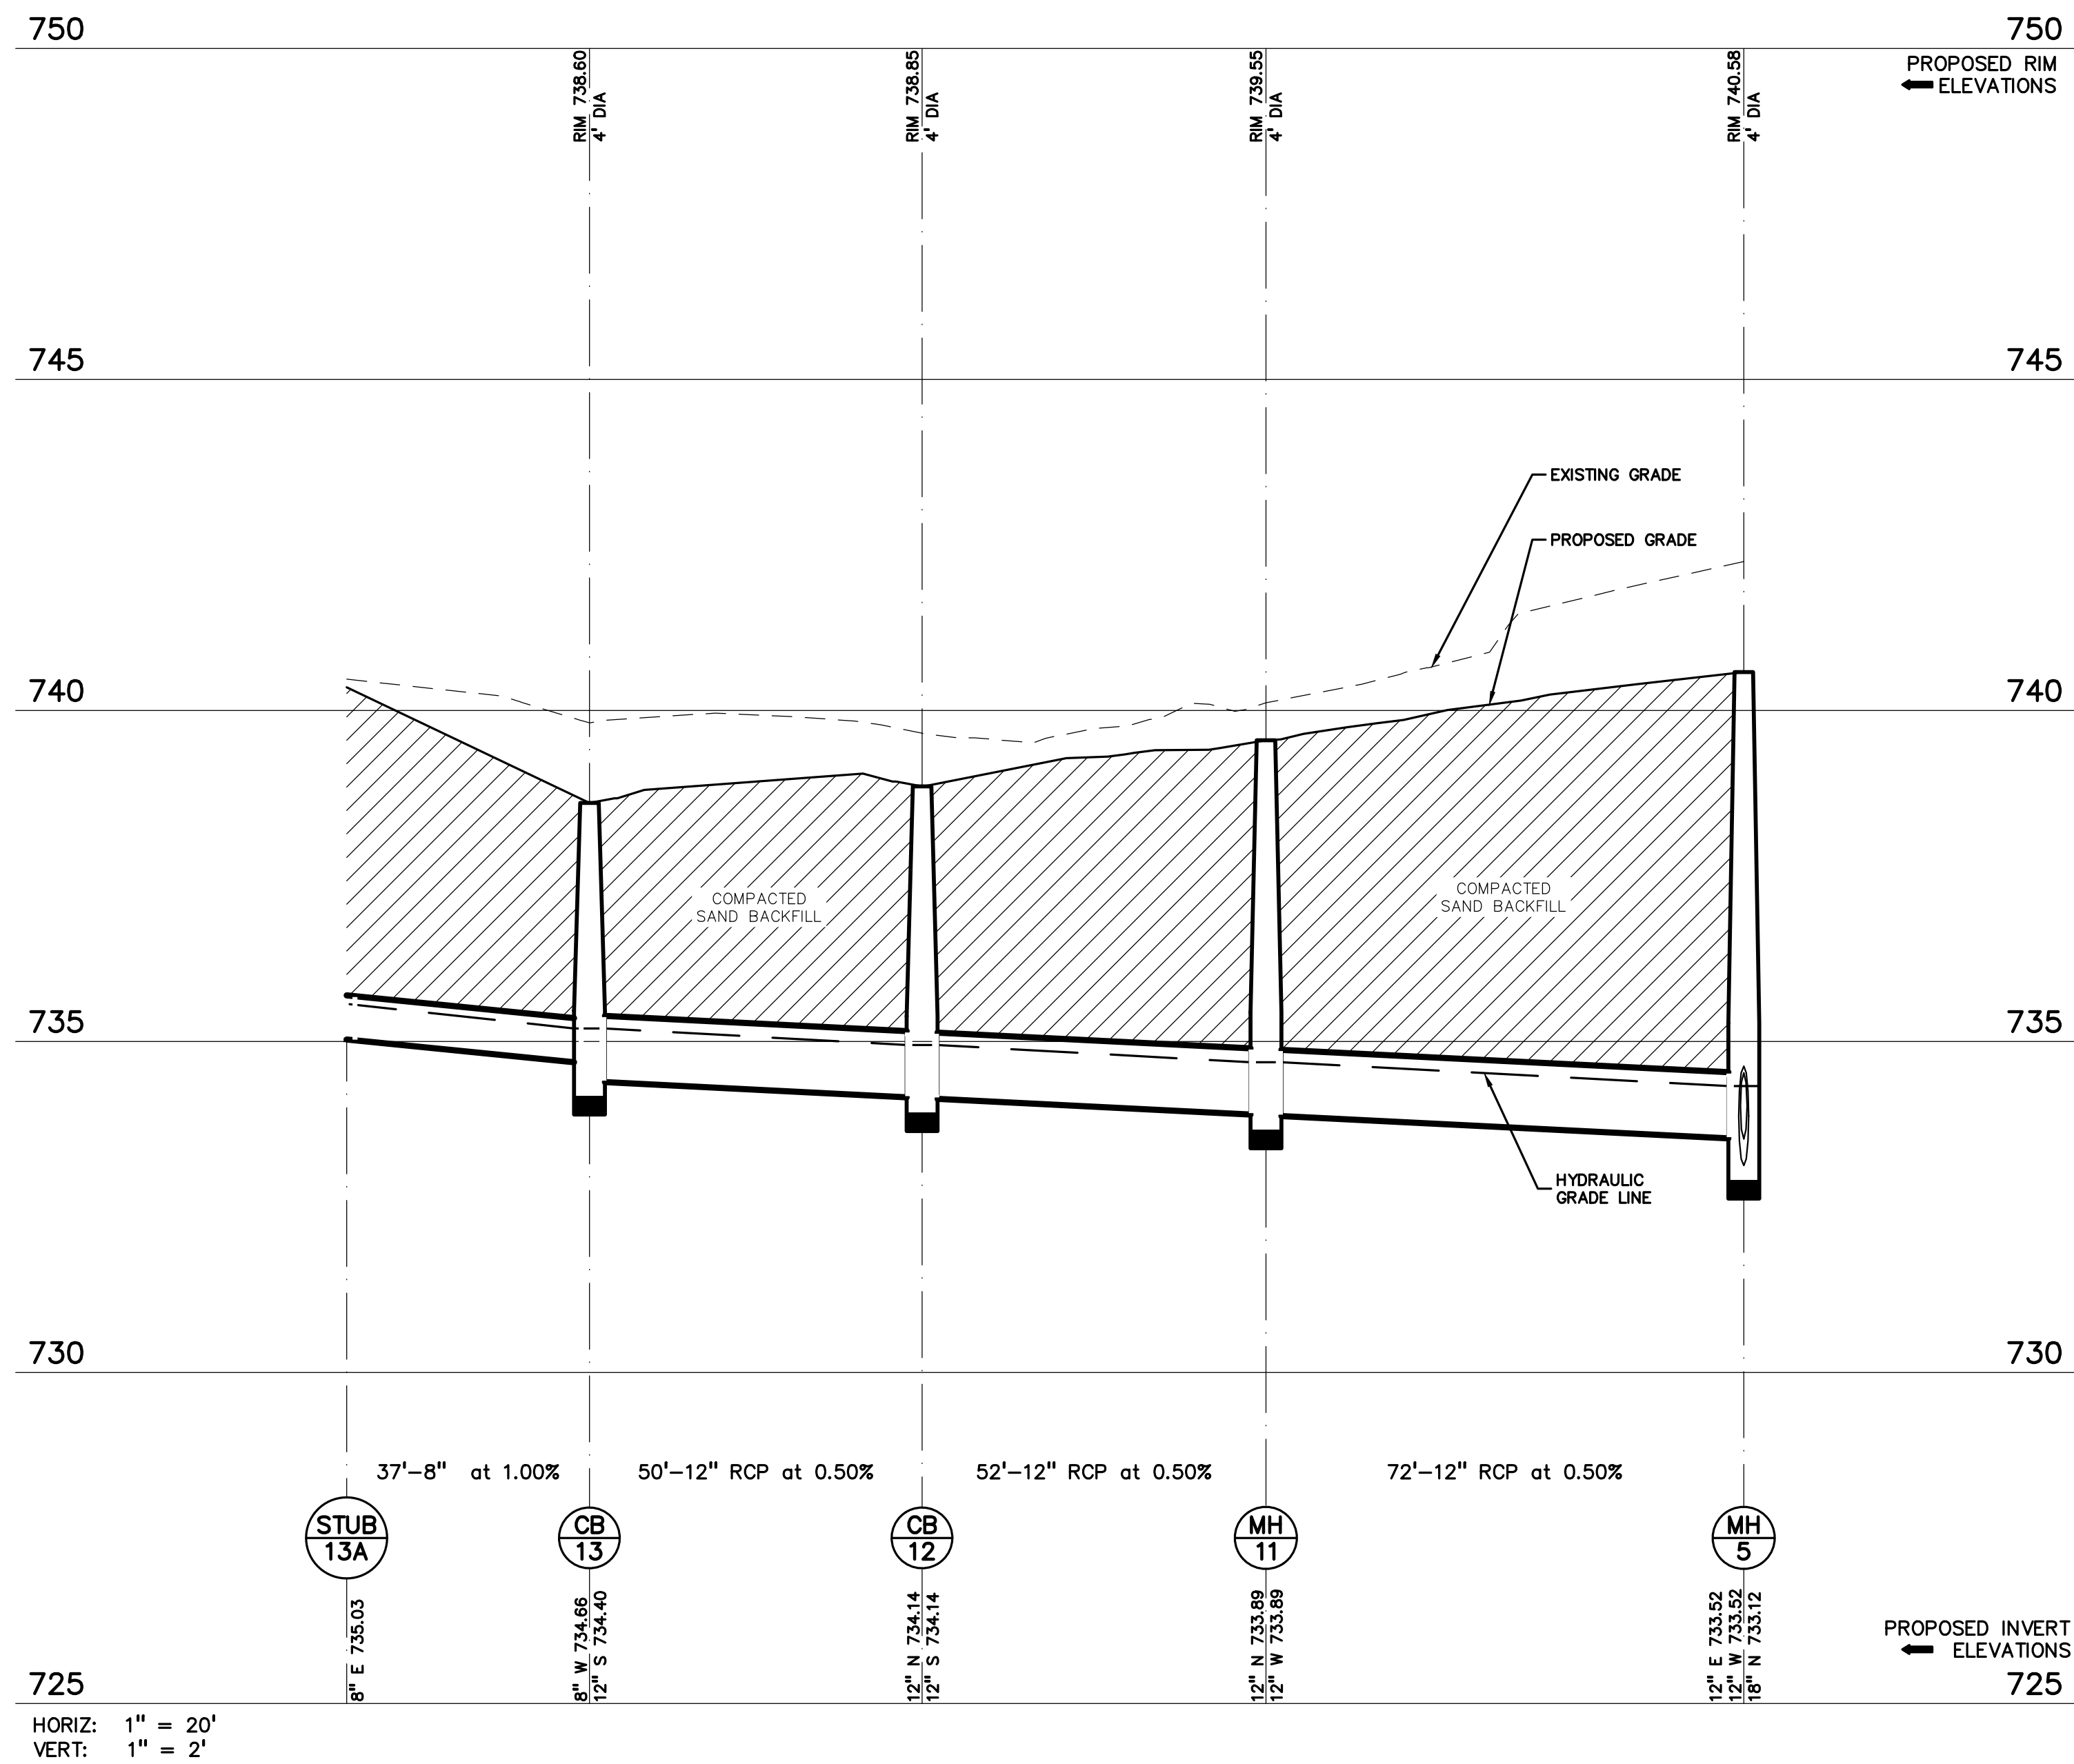 750
750
PROPOSED RIM
ELEVATIONS
RIM 738.60
4' DIA
RIM 738.85
4' DIA
RIM 739.55
4' DIA
RIM 740.58
4' DIA
745
745
EXISTING GRADE
PROPOSED GRADE
740
740
COMPACTED
SAND BACKFILL
COMPACTED
SAND BACKFILL
735
735
HYDRAULIC
GRADE LINE
730
730
37'-8" at 1.00%
50'-12" RCP at 0.50%
52'-12" RCP at 0.50%
72'-12" RCP at 0.50%
STUB
13A
CB
13
CB
12
MH
11
MH
5
8" E 735.03
8" W 734.66
12" S 734.40
12" N 734.14
12" S 734.14
12" N 733.89
12" W 733.89
12" E 733.52
12" W 733.52
18" N 733.12
PROPOSED INVERT
ELEVATIONS
725
725
HORIZ: 1" = 20'
VERT: 1" = 2'